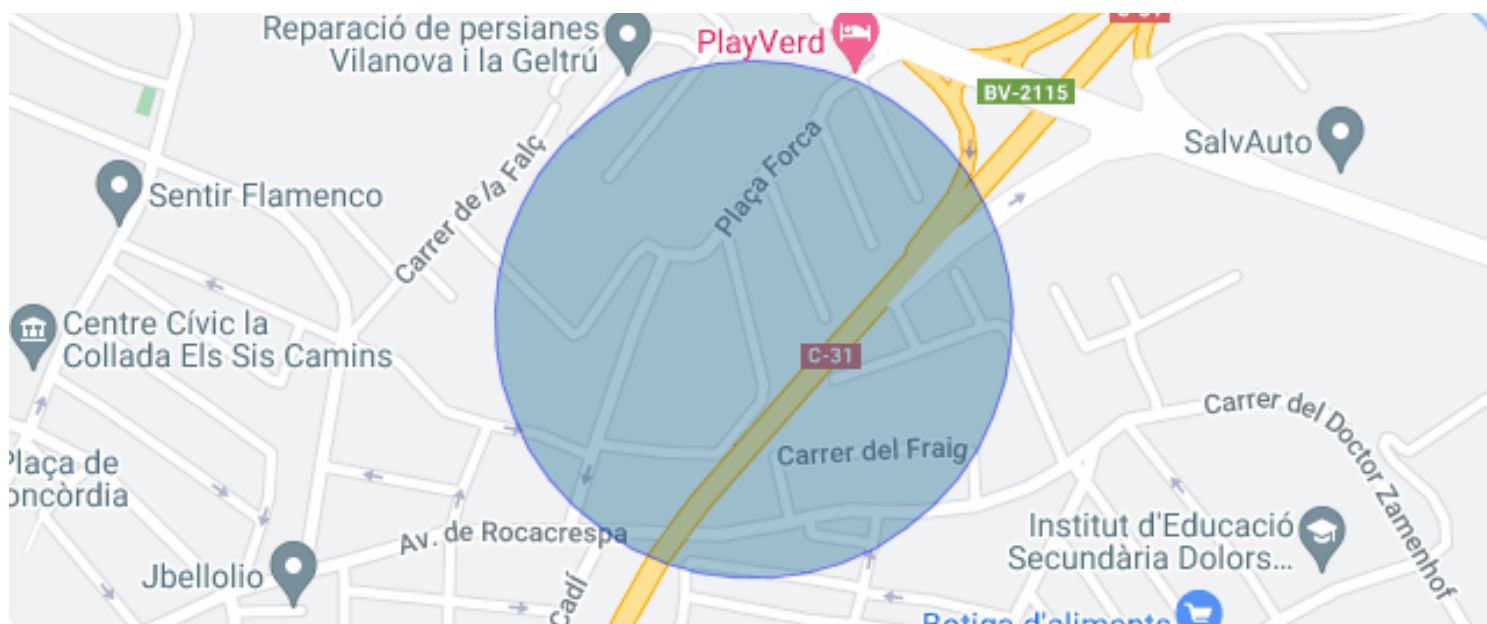 Reparació de persianes
Vilanova i la Geltrú
PlayVerd
BV-2115
SalvAuto
Sentir Flamenco
Carrer de la Falç
Plaça Forca
Centre Cívic la
Collada Els Sis Camins
C-31
Carrer del Doctor Zamenhof
Carrer del Fraig
Plaça de
oncòrdia
Av. de Rocacrespa
Institut d'Educació
Secundària Dolors...
Jbellolio
Cadí
Botiga d'aliments